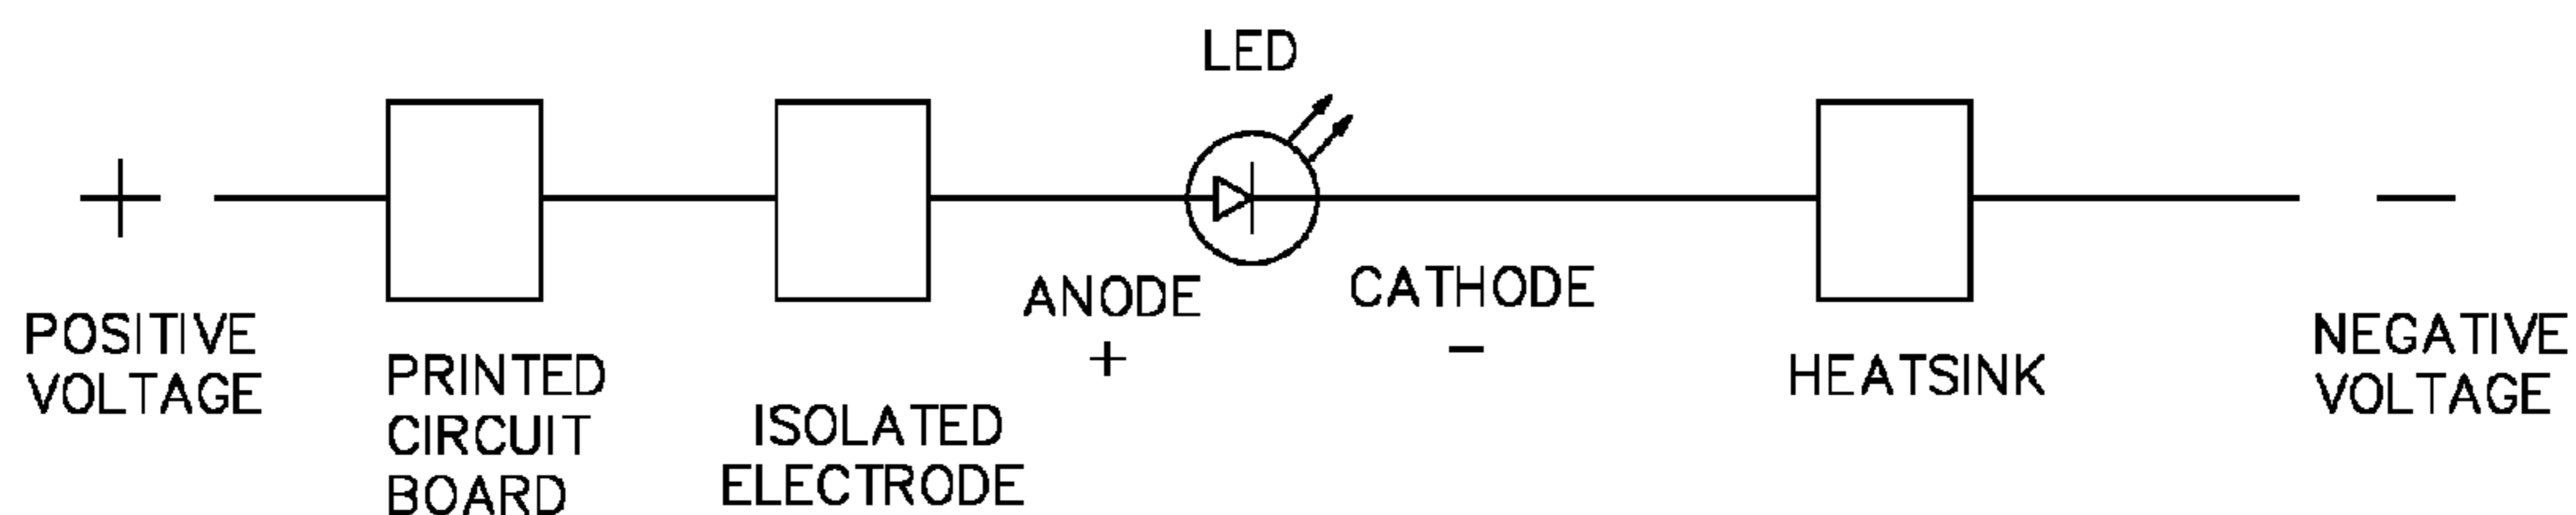 LED
+
-
ANODE
+
CATHODE
-
POSITIVE
VOLTAGE
PRINTED
CIRCUIT
BOARD
ISOLATED
ELECTRODE
HEATSINK
NEGATIVE
VOLTAGE